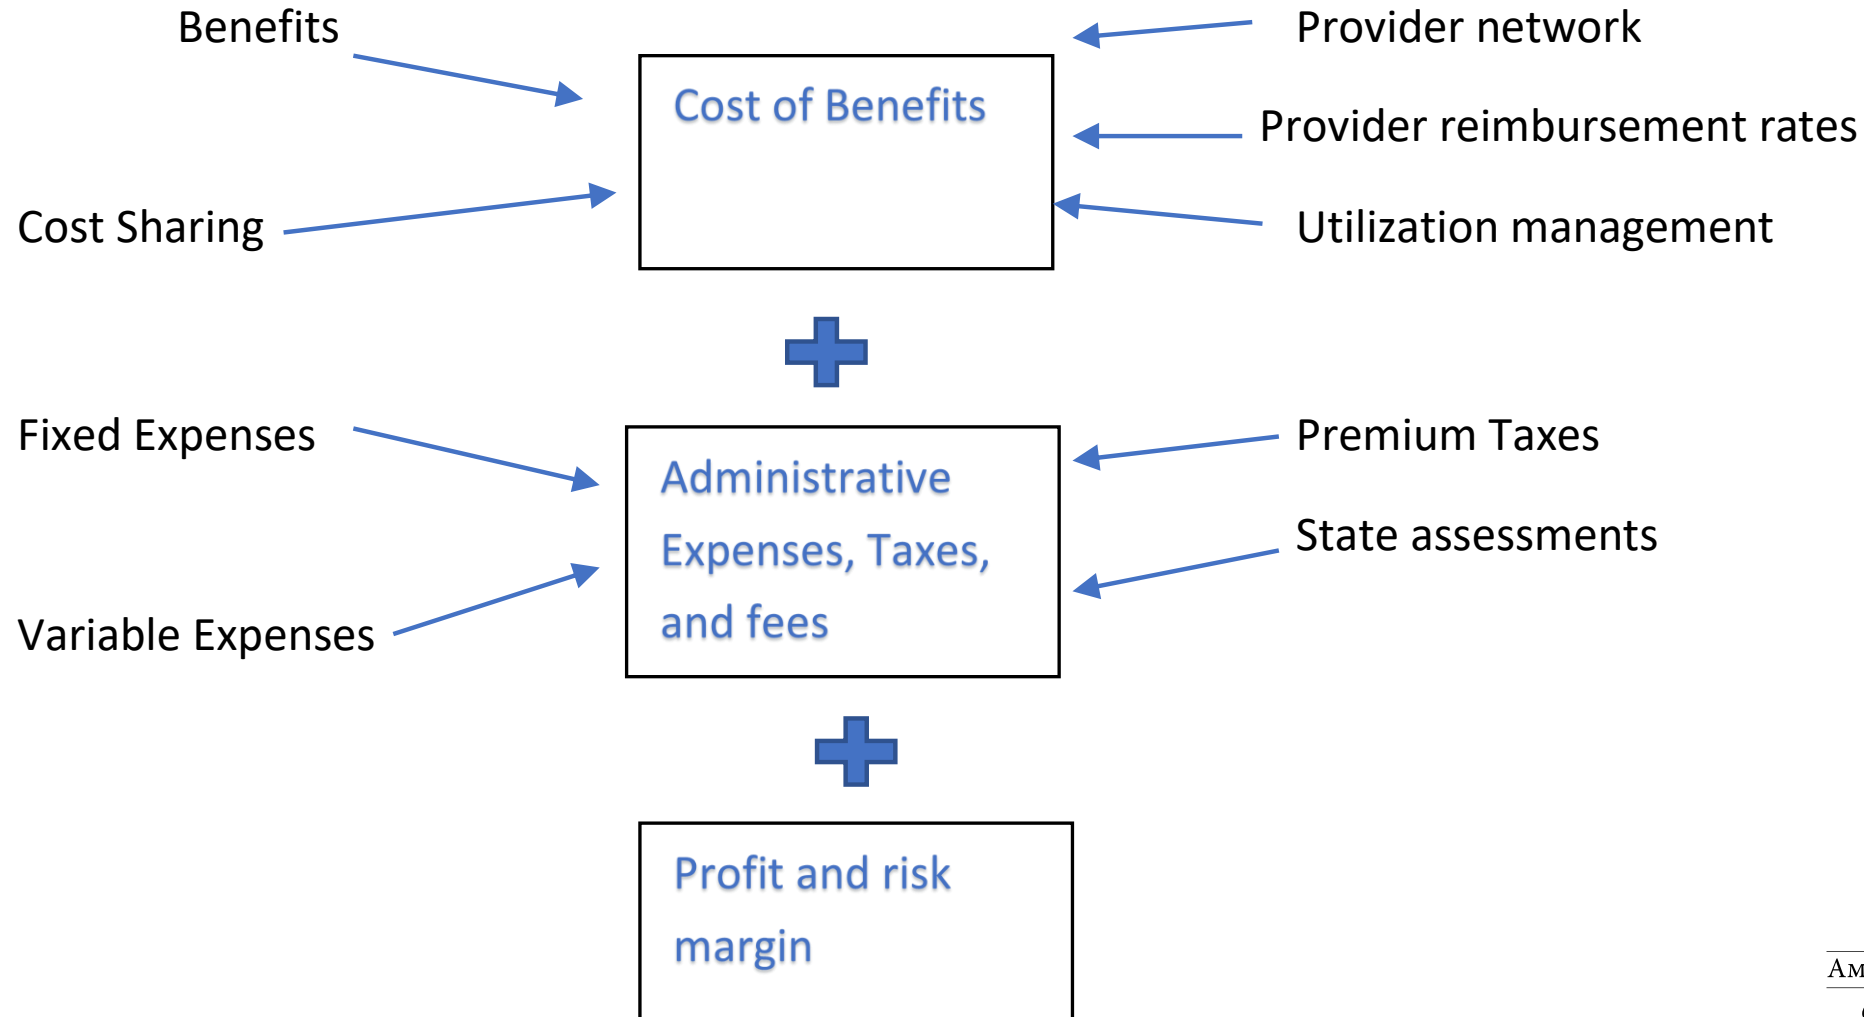 Benefits
Provider network
Cost of Benefits
Provider reimbursement rates
Cost Sharing
Utilization management
Fixed Expenses
Premium Taxes
Administrative
Expenses, Taxes,
and fees
State assessments
Variable Expenses
Profit and risk
margin